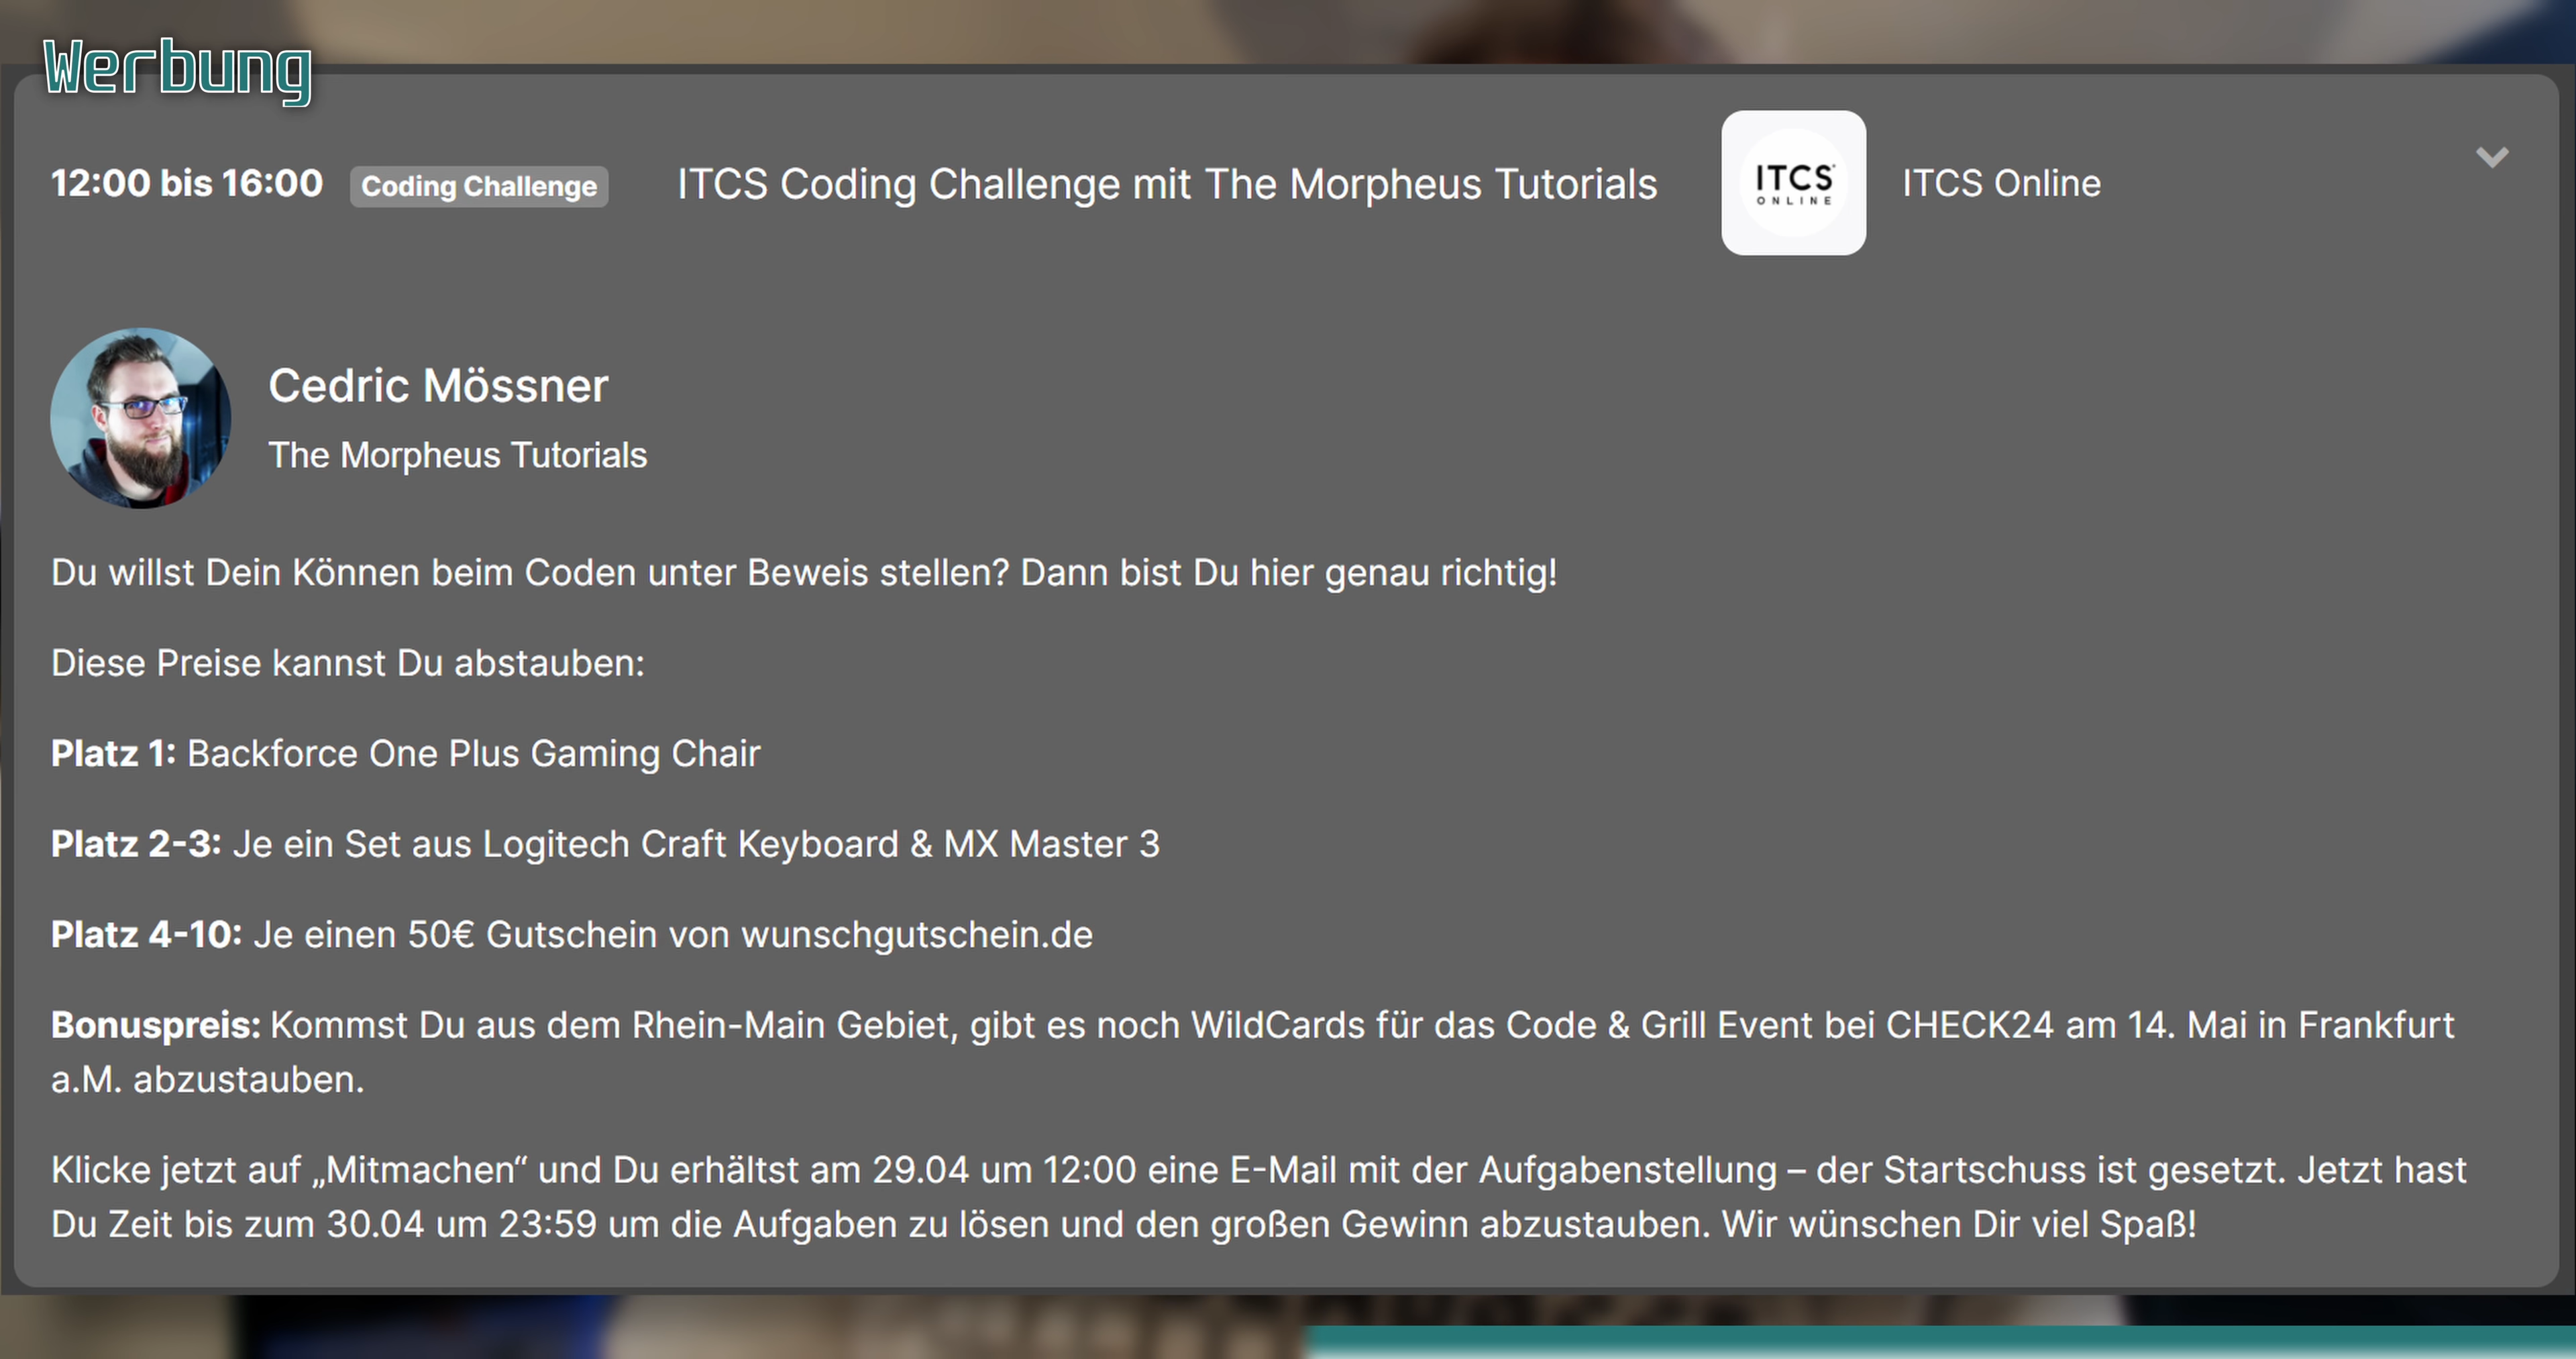 Werbung
12:00 bis 16:00 Coding Challenge ITCS Coding Challenge mit The Morpheus Tutorials ITCS ONLINE ITCS Online
Cedric Mössner
The Morpheus Tutorials
Du willst Dein Können beim Coden unter Beweis stellen? Dann bist Du hier genau richtig!
Diese Preise kannst Du abstauben:
Platz 1: Backforce One Plus Gaming Chair
Platz 2-3: Je ein Set aus Logitech Craft Keyboard & MX Master 3
Platz 4-10: Je einen 50€ Gutschein von wunschgutschein.de
Bonuspreis: Kommst Du aus dem Rhein-Main Gebiet, gibt es noch WildCards für das Code & Grill Event bei CHECK24 am 14. Mai in Frankfurt
a.M. abzustauben.
Klicke jetzt auf „Mitmachen“ und Du erhältst am 29.04 um 12:00 eine E-Mail mit der Aufgabenstellung – der Startschuss ist gesetzt. Jetzt hast
Du Zeit bis zum 30.04 um 23:59 um die Aufgaben zu lösen und den großen Gewinn abzustauben. Wir wünschen Dir viel Spaß!